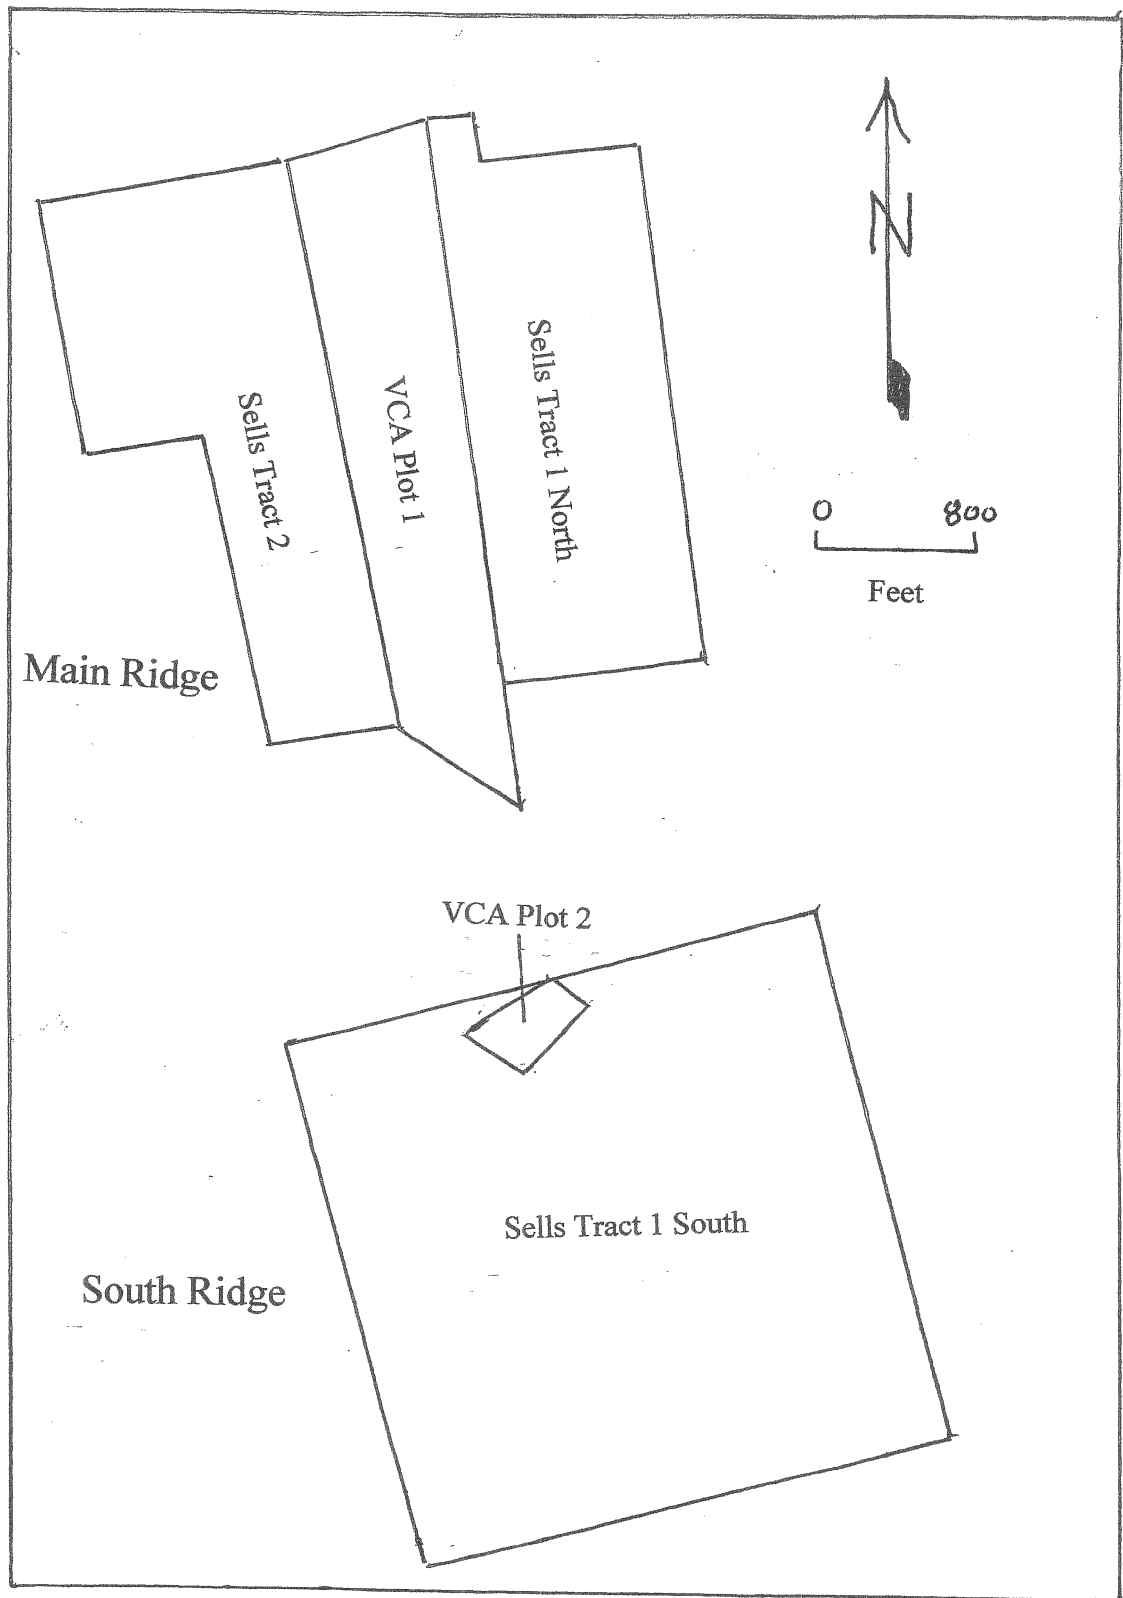 N
Sells Tract 2
VCA Plot 1
Sells Tract 1 North
0 800
Feet
Main Ridge
VCA Plot 2
Sells Tract 1 South
South Ridge